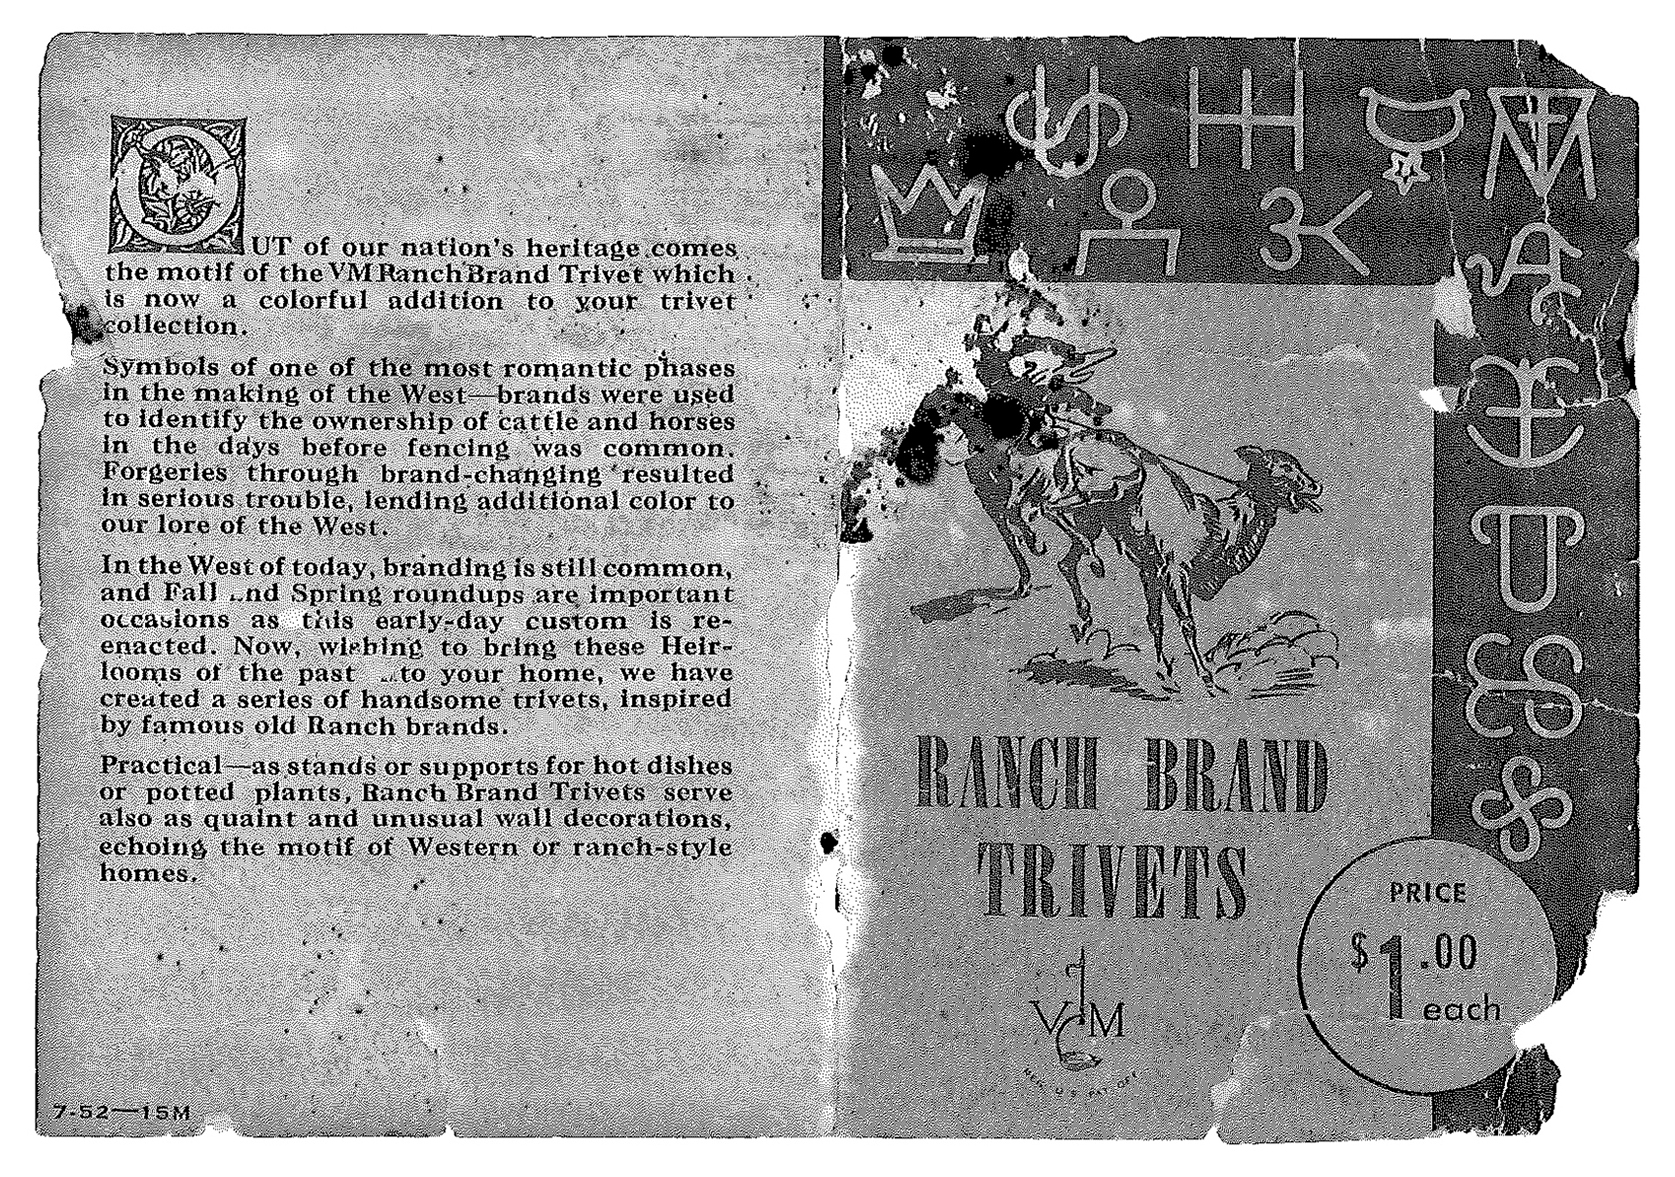 OUT of our nation's heritage comes
the motif of the VM Ranch Brand Trivet which
is now a colorful addition to your trivet
collection.
Symbols of one of the most romantic phases
in the making of the West—brands were used
to identify the ownership of cattle and horses
in the days before fencing was common.
Forgeries through brand-changing resulted
in serious trouble, lending additional color to
our lore of the West.
In the West of today, branding is still common,
and Fall and Spring roundups are important
occasions as this early-day custom is re-
enacted. Now, wishing to bring these Heir-
looms of the past to your home, we have
created a series of handsome trivets, inspired
by famous old Ranch brands.
Practical—as stands or supports for hot dishes
or potted plants, Ranch Brand Trivets serve
also as quaint and unusual wall decorations,
echoing the motif of Western or ranch-style
homes.
7-52—15M
RANCH BRAND
TRIVETS
VCM
REG. U.S. PAT. OFF.
PRICE
$1.00
each